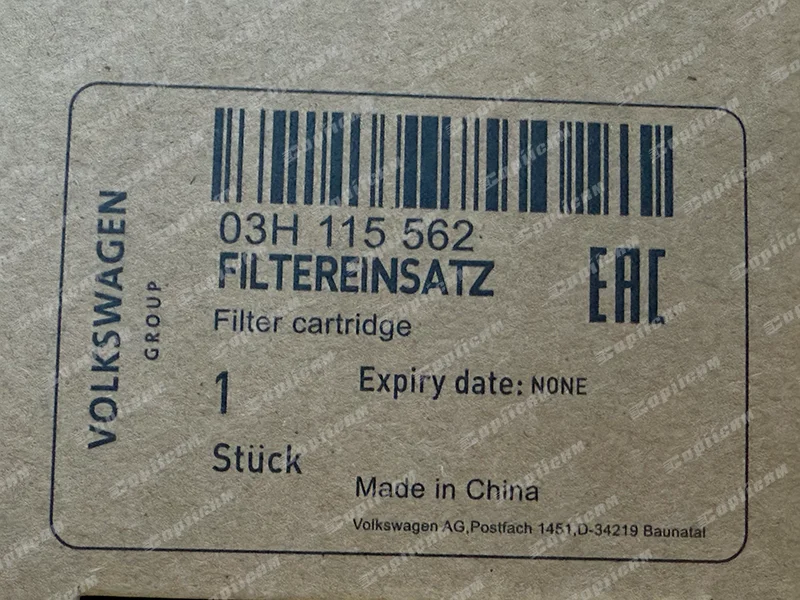 VOLKSWAGEN
GROUP
03H 115 562
FILTEREINSATZ
EAC
Filter cartridge
1
Expiry date: NONE
Stück
Made in China
Volkswagen AG,Postfach 1451,D-34219 Baunatal